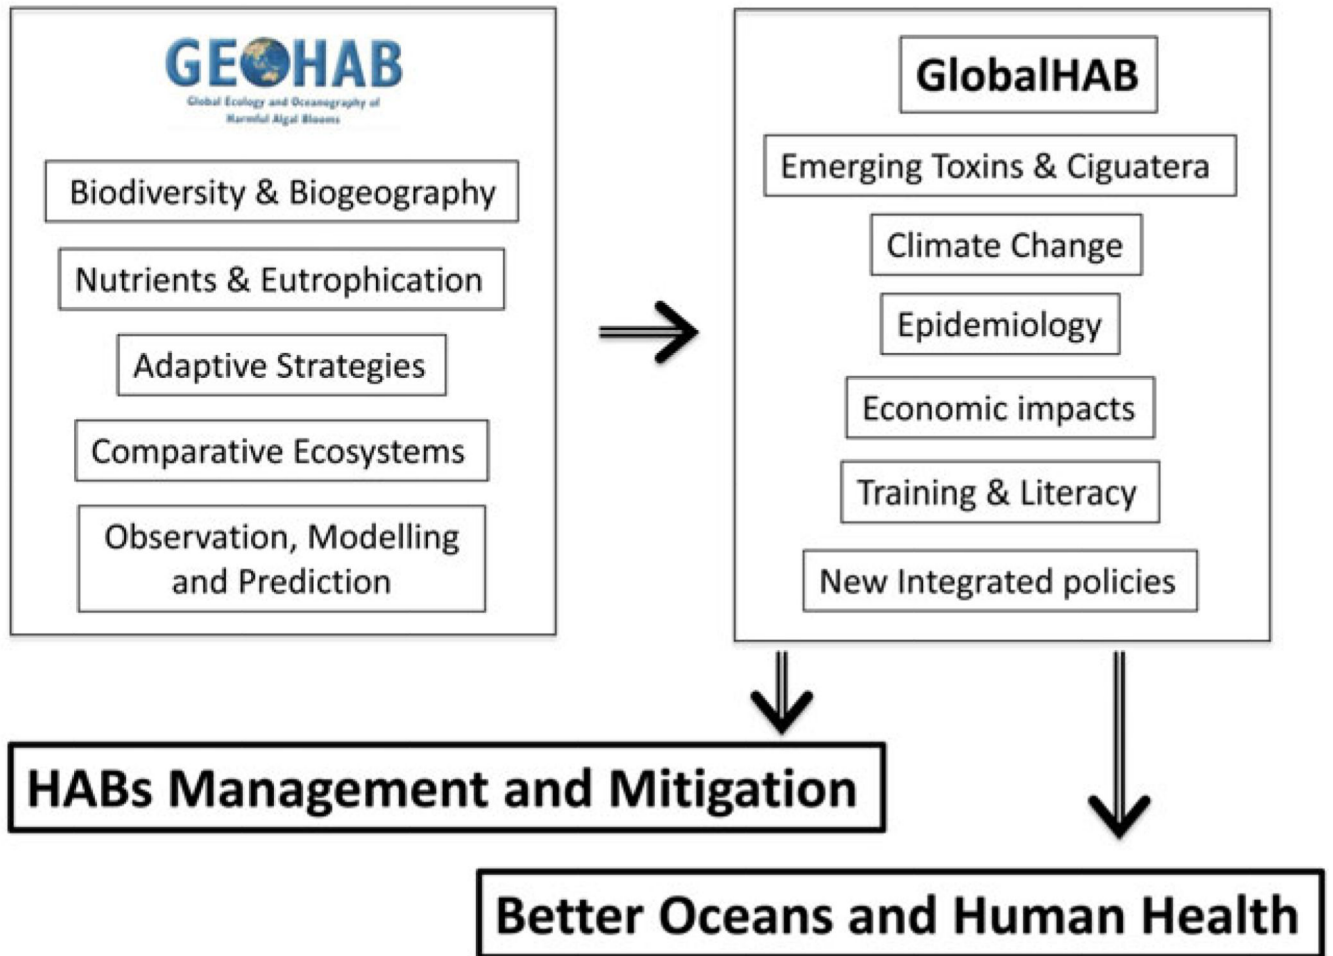 GEOHAB
Global Ecology and Oceanography of
Harmful Algal Blooms
Biodiversity & Biogeography
Nutrients & Eutrophication
Adaptive Strategies
Comparative Ecosystems
Observation, Modelling
and Prediction
GlobalHAB
Emerging Toxins & Ciguatera
Climate Change
Epidemiology
Economic impacts
Training & Literacy
New Integrated policies
HABs Management and Mitigation
Better Oceans and Human Health